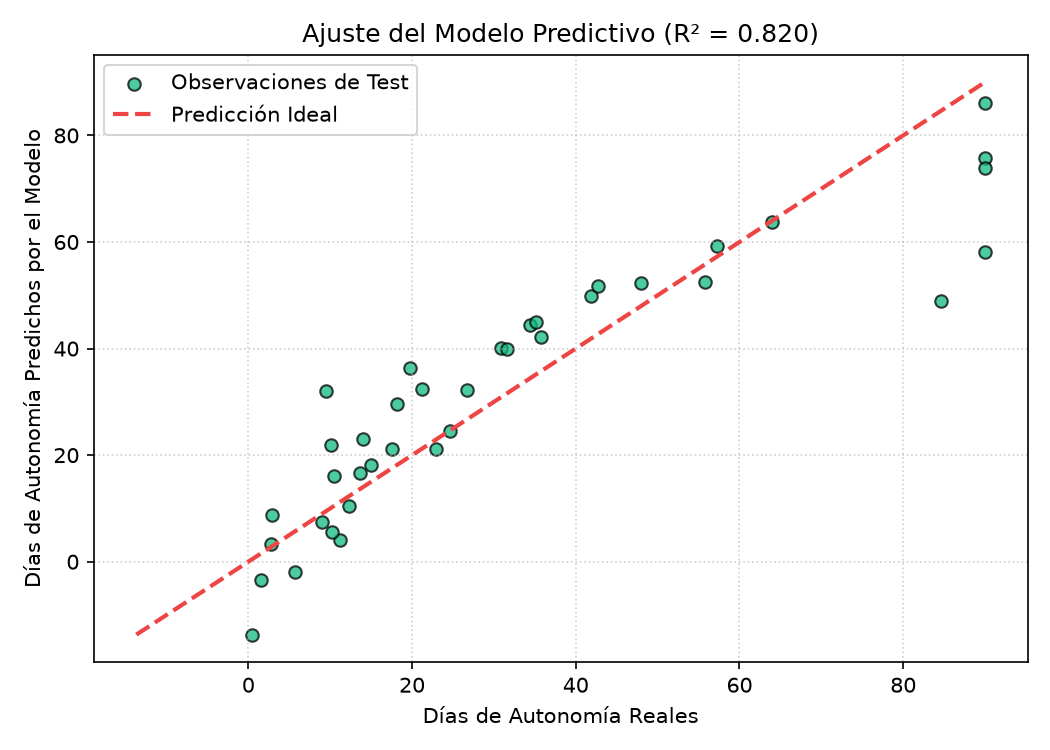 Ajuste del Modelo Predictivo (R² = 0.820)
Observaciones de Test
Predicción Ideal
Días de Autonomía Predichos por el Modelo
80
60
40
20
0
0 20 40 60 80
Días de Autonomía Reales